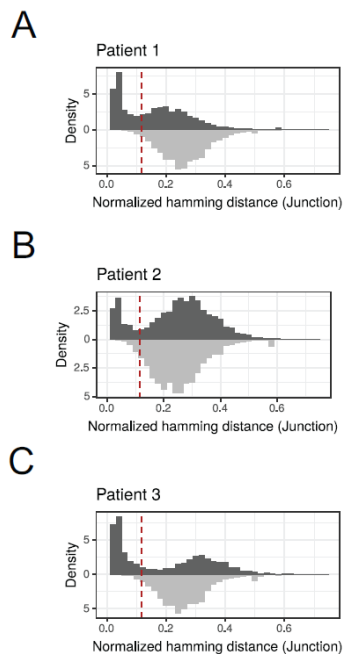 A
Patient 1
Density
5
0
5
0.0 0.2 0.4 0.6
Normalized hamming distance (Junction)
B
Patient 2
Density
2.5
0
2.5
5
0.0 0.2 0.4 0.6
Normalized hamming distance (Junction)
C
Patient 3
Density
5
0
5
0.0 0.2 0.4 0.6
Normalized hamming distance (Junction)